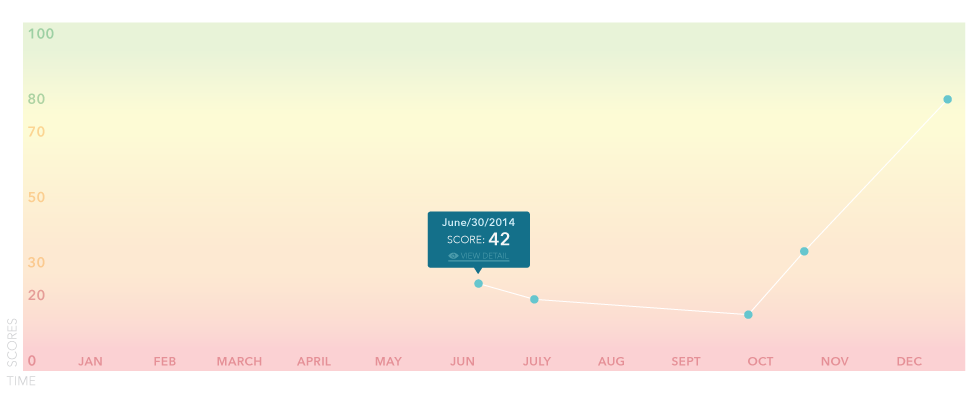 100
80
70
50
June/30/2014
SCORE: 42
VIEW DETAIL
30
20
SCORES
0 JAN FEB MARCH APRIL MAY JUN JULY AUG SEPT OCT NOV DEC
TIME